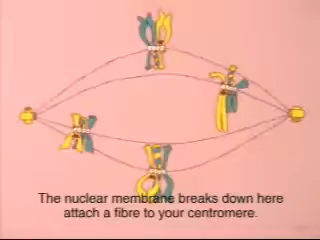 The nuclear membrane breaks down here
attach a fibre to your centromere.